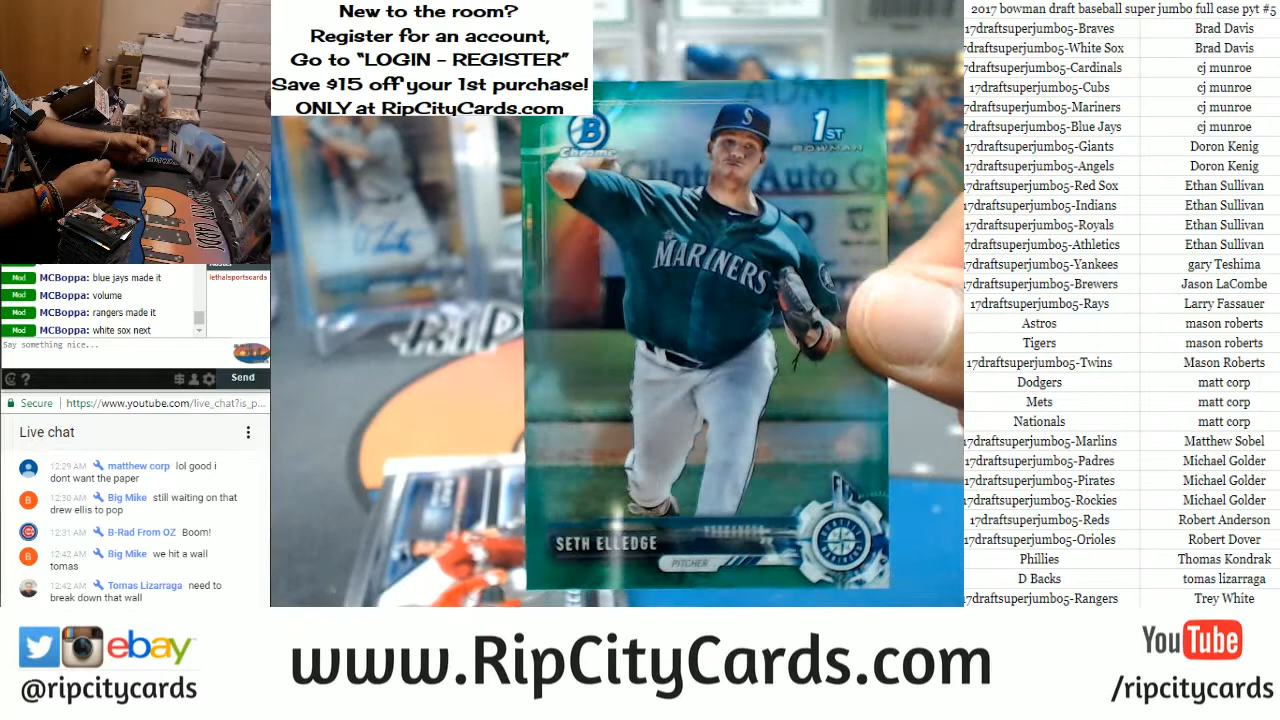 New to the room?
Register for an account,
Go to “LOGIN - REGISTER”
Save $15 off your 1st purchase!
ONLY at RipCityCards.com
2017 bowman draft baseball super jumbo full case pyt #5
17draftsuperjumbo5-Braves Brad Davis
17draftsuperjumbo5-White Sox Brad Davis
17draftsuperjumbo5-Cardinals cj munroe
17draftsuperjumbo5-Cubs cj munroe
17draftsuperjumbo5-Mariners cj munroe
17draftsuperjumbo5-Blue Jays cj munroe
17draftsuperjumbo5-Giants Doron Kenig
17draftsuperjumbo5-Angels Doron Kenig
17draftsuperjumbo5-Red Sox Ethan Sullivan
17draftsuperjumbo5-Indians Ethan Sullivan
17draftsuperjumbo5-Royals Ethan Sullivan
17draftsuperjumbo5-Athletics Ethan Sullivan
17draftsuperjumbo5-Yankees gary Teshima
17draftsuperjumbo5-Brewers Jason LaCombe
17draftsuperjumbo5-Rays Larry Fassauer
Astros mason roberts
Tigers mason roberts
17draftsuperjumbo5-Twins Mason Roberts
Dodgers matt corp
Mets matt corp
Nationals matt corp
17draftsuperjumbo5-Marlins Matthew Sobel
17draftsuperjumbo5-Padres Michael Golder
17draftsuperjumbo5-Pirates Michael Golder
17draftsuperjumbo5-Rockies Michael Golder
17draftsuperjumbo5-Reds Robert Anderson
17draftsuperjumbo5-Orioles Robert Dover
Phillies Thomas Kondrak
D Backs tomas lizarraga
17draftsuperjumbo5-Rangers Trey White
B
Chrome
1ST
BOWMAN
S
MARINERS
SETH ELLEDGE
PITCHER
Mod MCBoppa: blue jays made it
Mod MCBoppa: volume
Mod MCBoppa: rangers made it
Mod MCBoppa: white sox next
lethalsportscards
Say something nice...
Send
Secure https://www.youtube.com/live_chat?is_p...
Live chat
12:29 AM matthew corp lol good i
dont want the paper
12:30 AM Big Mike still waiting on that
drew ellis to pop
12:31 AM B-Rad From OZ Boom!
12:42 AM Big Mike we hit a wall
tomas
12:42 AM Tomas Lizarraga need to
break down that wall
ebay
@ripcitycards
www.RipCityCards.com
YouTube
/ripcitycards